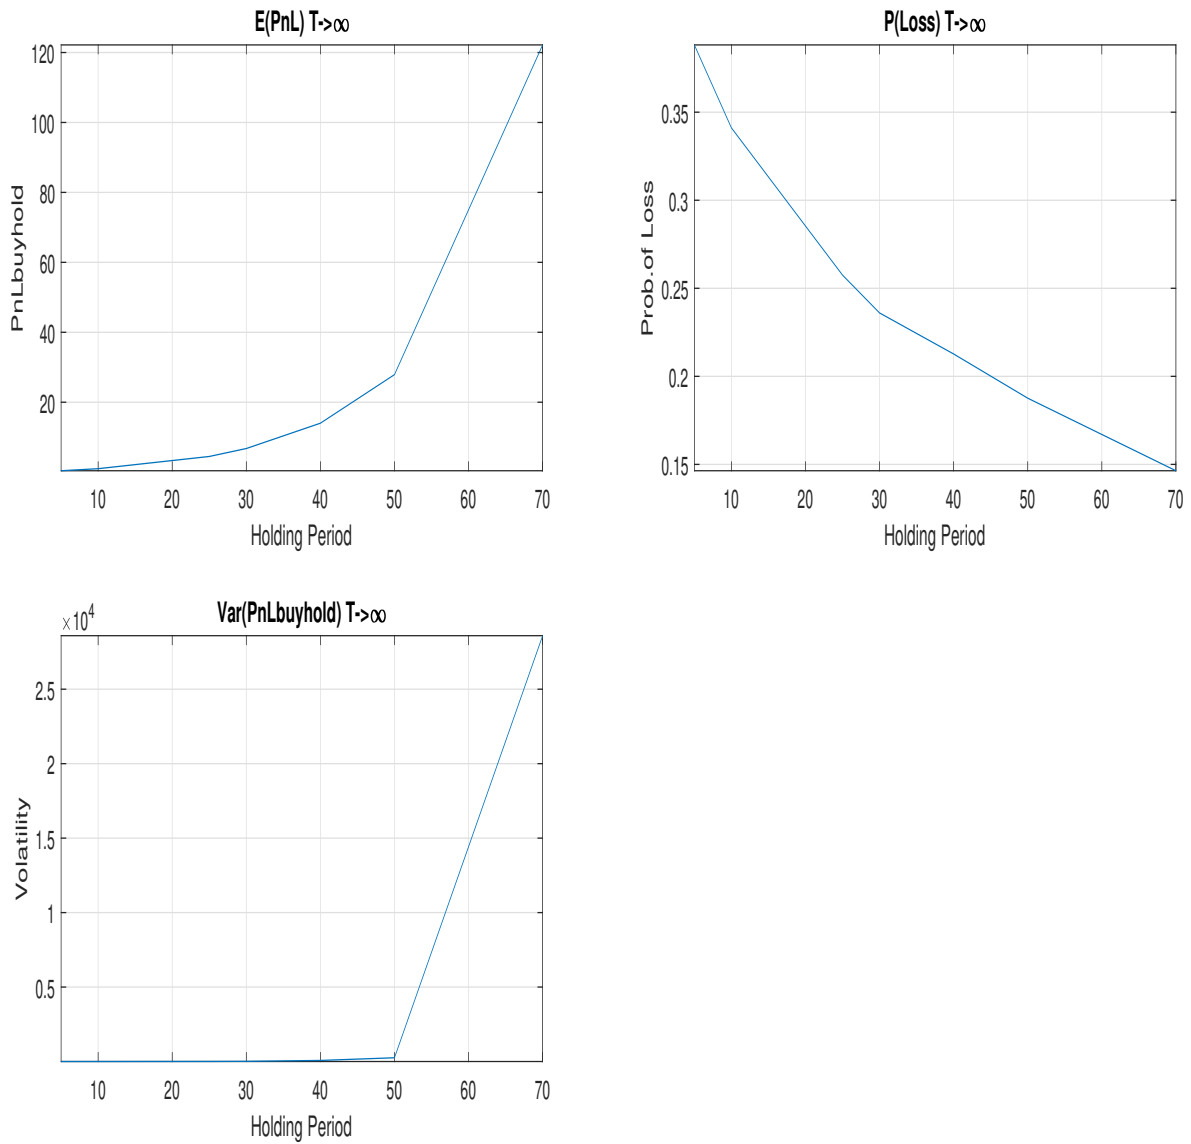 E(PnL) T->∞
PnLbuyhold
120
100
80
60
40
20
10 20 30 40 50 60 70
Holding Period
P(Loss) T->∞
Prob.of Loss
0.35
0.3
0.25
0.2
0.15
10 20 30 40 50 60 70
Holding Period
Var(PnLbuyhold) T->∞
×10^4
Volatility
2.5
2
1.5
1
0.5
10 20 30 40 50 60 70
Holding Period